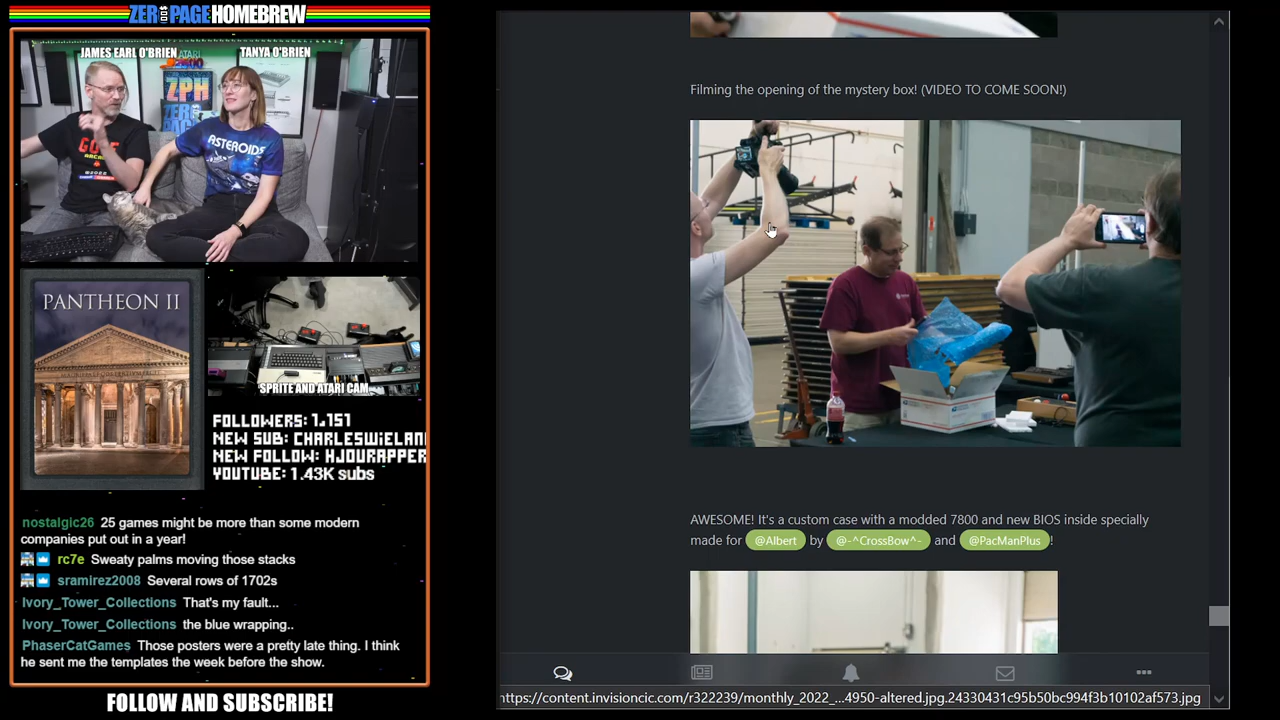 ZERO PAGE HOMEBREW
JAMES EARL O'BRIEN
TANYA O'BRIEN
ATARI
ZPH
ASTEROIDS
PANTHEON II
SPRITE AND ATARI CAM
FOLLOWERS: 1,151
NEW SUB: CHARLESWIELAN
NEW FOLLOW: HJOURAPPER
YOUTUBE: 1.43K subs
nostalgic26 25 games might be more than some modern
companies put out in a year!
rc7e Sweaty palms moving those stacks
sramirez2008 Several rows of 1702s
Ivory_Tower_Collections That's my fault...
Ivory_Tower_Collections the blue wrapping..
PhaserCatGames Those posters were a pretty late thing. I think
he sent me the templates the week before the show.
FOLLOW AND SUBSCRIBE!
Filming the opening of the mystery box! (VIDEO TO COME SOON!)
AWESOME! It's a custom case with a modded 7800 and new BIOS inside specially
made for @Albert by @-^CrossBow^- and @PacManPlus!
https://content.invisioncic.com/r322239/monthly_2022_...4950-altered.jpg.24330431c95b50bc994f3b10102af573.jpg